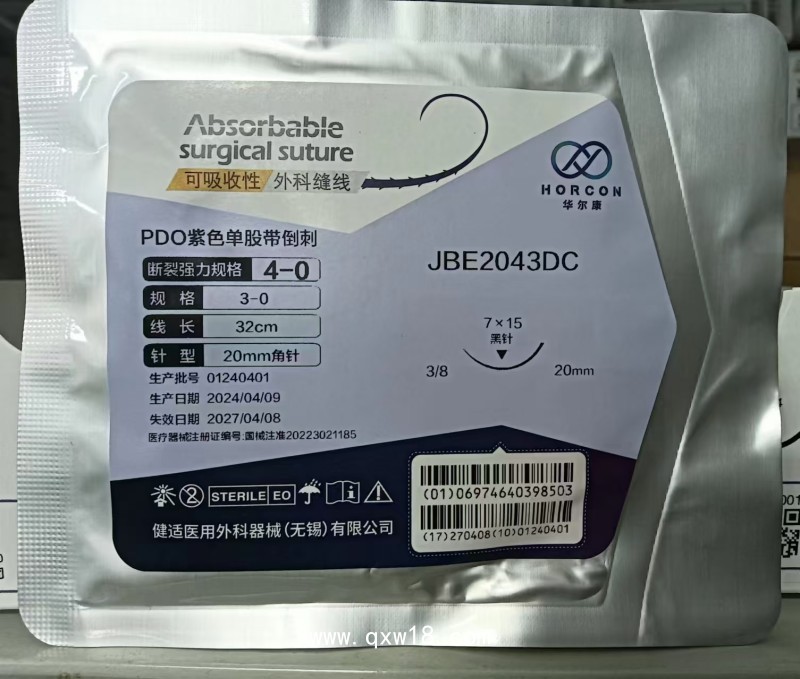 Absorbable
surgical suture
可吸收性 外科缝线
HORCON
华尔康
PDO紫色单股带倒刺
断裂强力规格 4-0
规 格 3-0
线 长 32cm
针 型 20mm角针
生产批号 01240401
生产日期 2024/04/09
失效日期 2027/04/08
医疗器械注册证编号:国械注准20223021185
JBE2043DC
7×15
黑针
3/8
20mm
STERILE EO
健适医用外科器械(无锡)有限公司
(01)06974640398503
(17)270408(10)01240401
www.qxw18.com